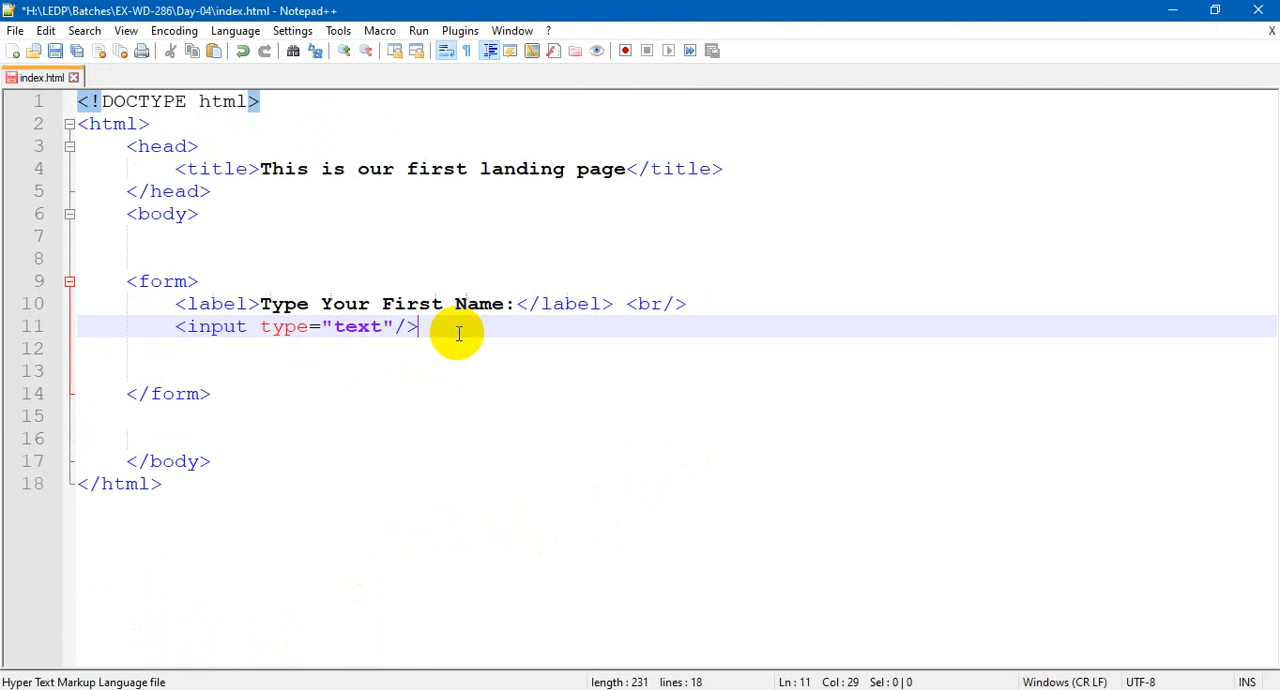 *H:\LEDP\Batches\EX-WD-286\Day-04\index.html - Notepad++
File Edit Search View Encoding Language Settings Tools Macro Run Plugins Window ? X
index.html
1 <!DOCTYPE html>
2 <html>
3 <head>
4 <title>This is our first landing page</title>
5 </head>
6 <body>
7
8
9 <form>
10 <label>Type Your First Name:</label> <br/>
11 <input type="text"/>
12
13
14 </form>
15
16
17 </body>
18 </html>
Hyper Text Markup Language file length : 231 lines : 18 Ln : 11 Col : 29 Sel : 0 | 0 Windows (CR LF) UTF-8 INS